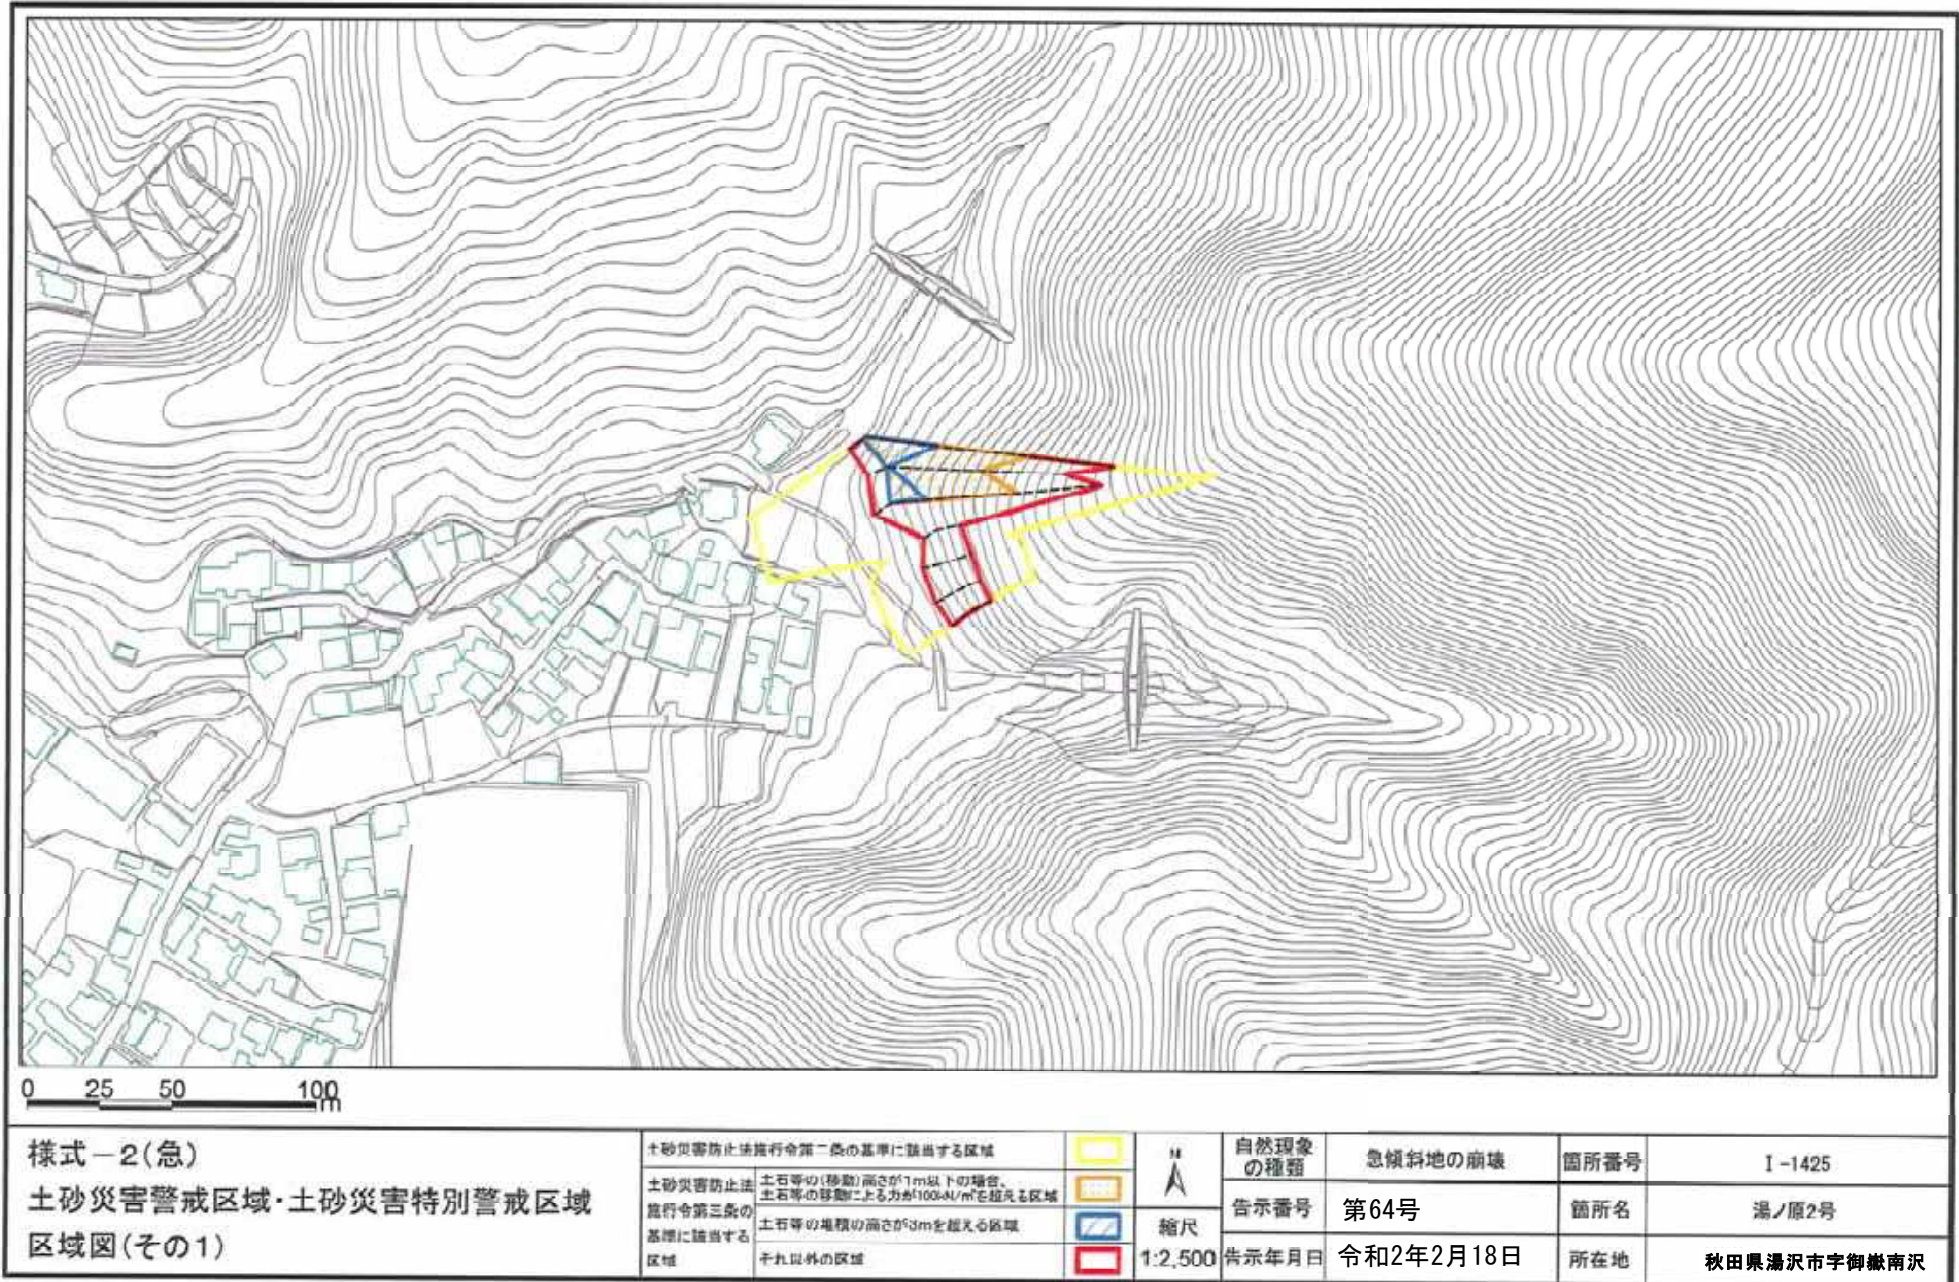 0 25 50 100m
様式-2(急)
土砂災害警戒区域・土砂災害特別警戒区域
区域図(その1)
土砂災害防止法施行令第二条の基準に該当する区域
土砂災害防止法
施行令第三条の
基準に該当する
区域
土石等の(移動)高さが1m以下の場合、
土石等の移動による力が100kN/㎡を超える区域
土石等の堆積の高さが3mを超える区域
それ以外の区域
N
縮尺
1:2,500
自然現象
の種類
急傾斜地の崩壊
箇所番号
I-1425
告示番号
第64号
箇所名
湯ノ原2号
告示年月日
令和2年2月18日
所在地
秋田県湯沢市字御嶽南沢